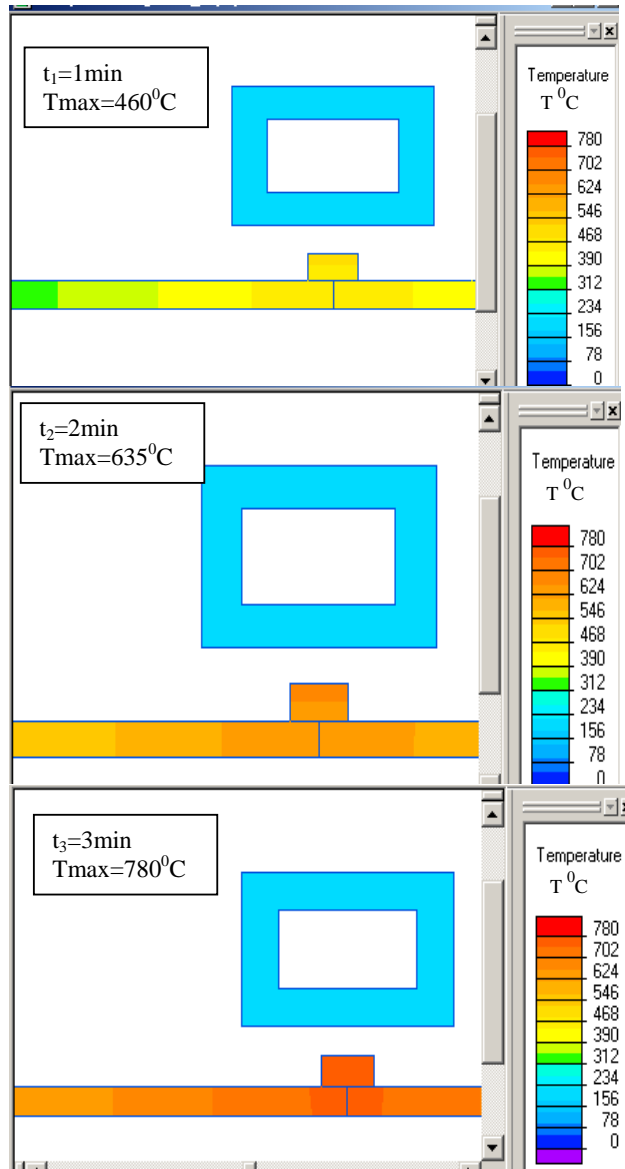 t₁=1min
Tmax=460⁰C
Temperature
T ⁰C
780
702
624
546
468
390
312
234
156
78
0
t₂=2min
Tmax=635⁰C
Temperature
T ⁰C
780
702
624
546
468
390
312
234
156
78
0
t₃=3min
Tmax=780⁰C
Temperature
T ⁰C
780
702
624
546
468
390
312
234
156
78
0